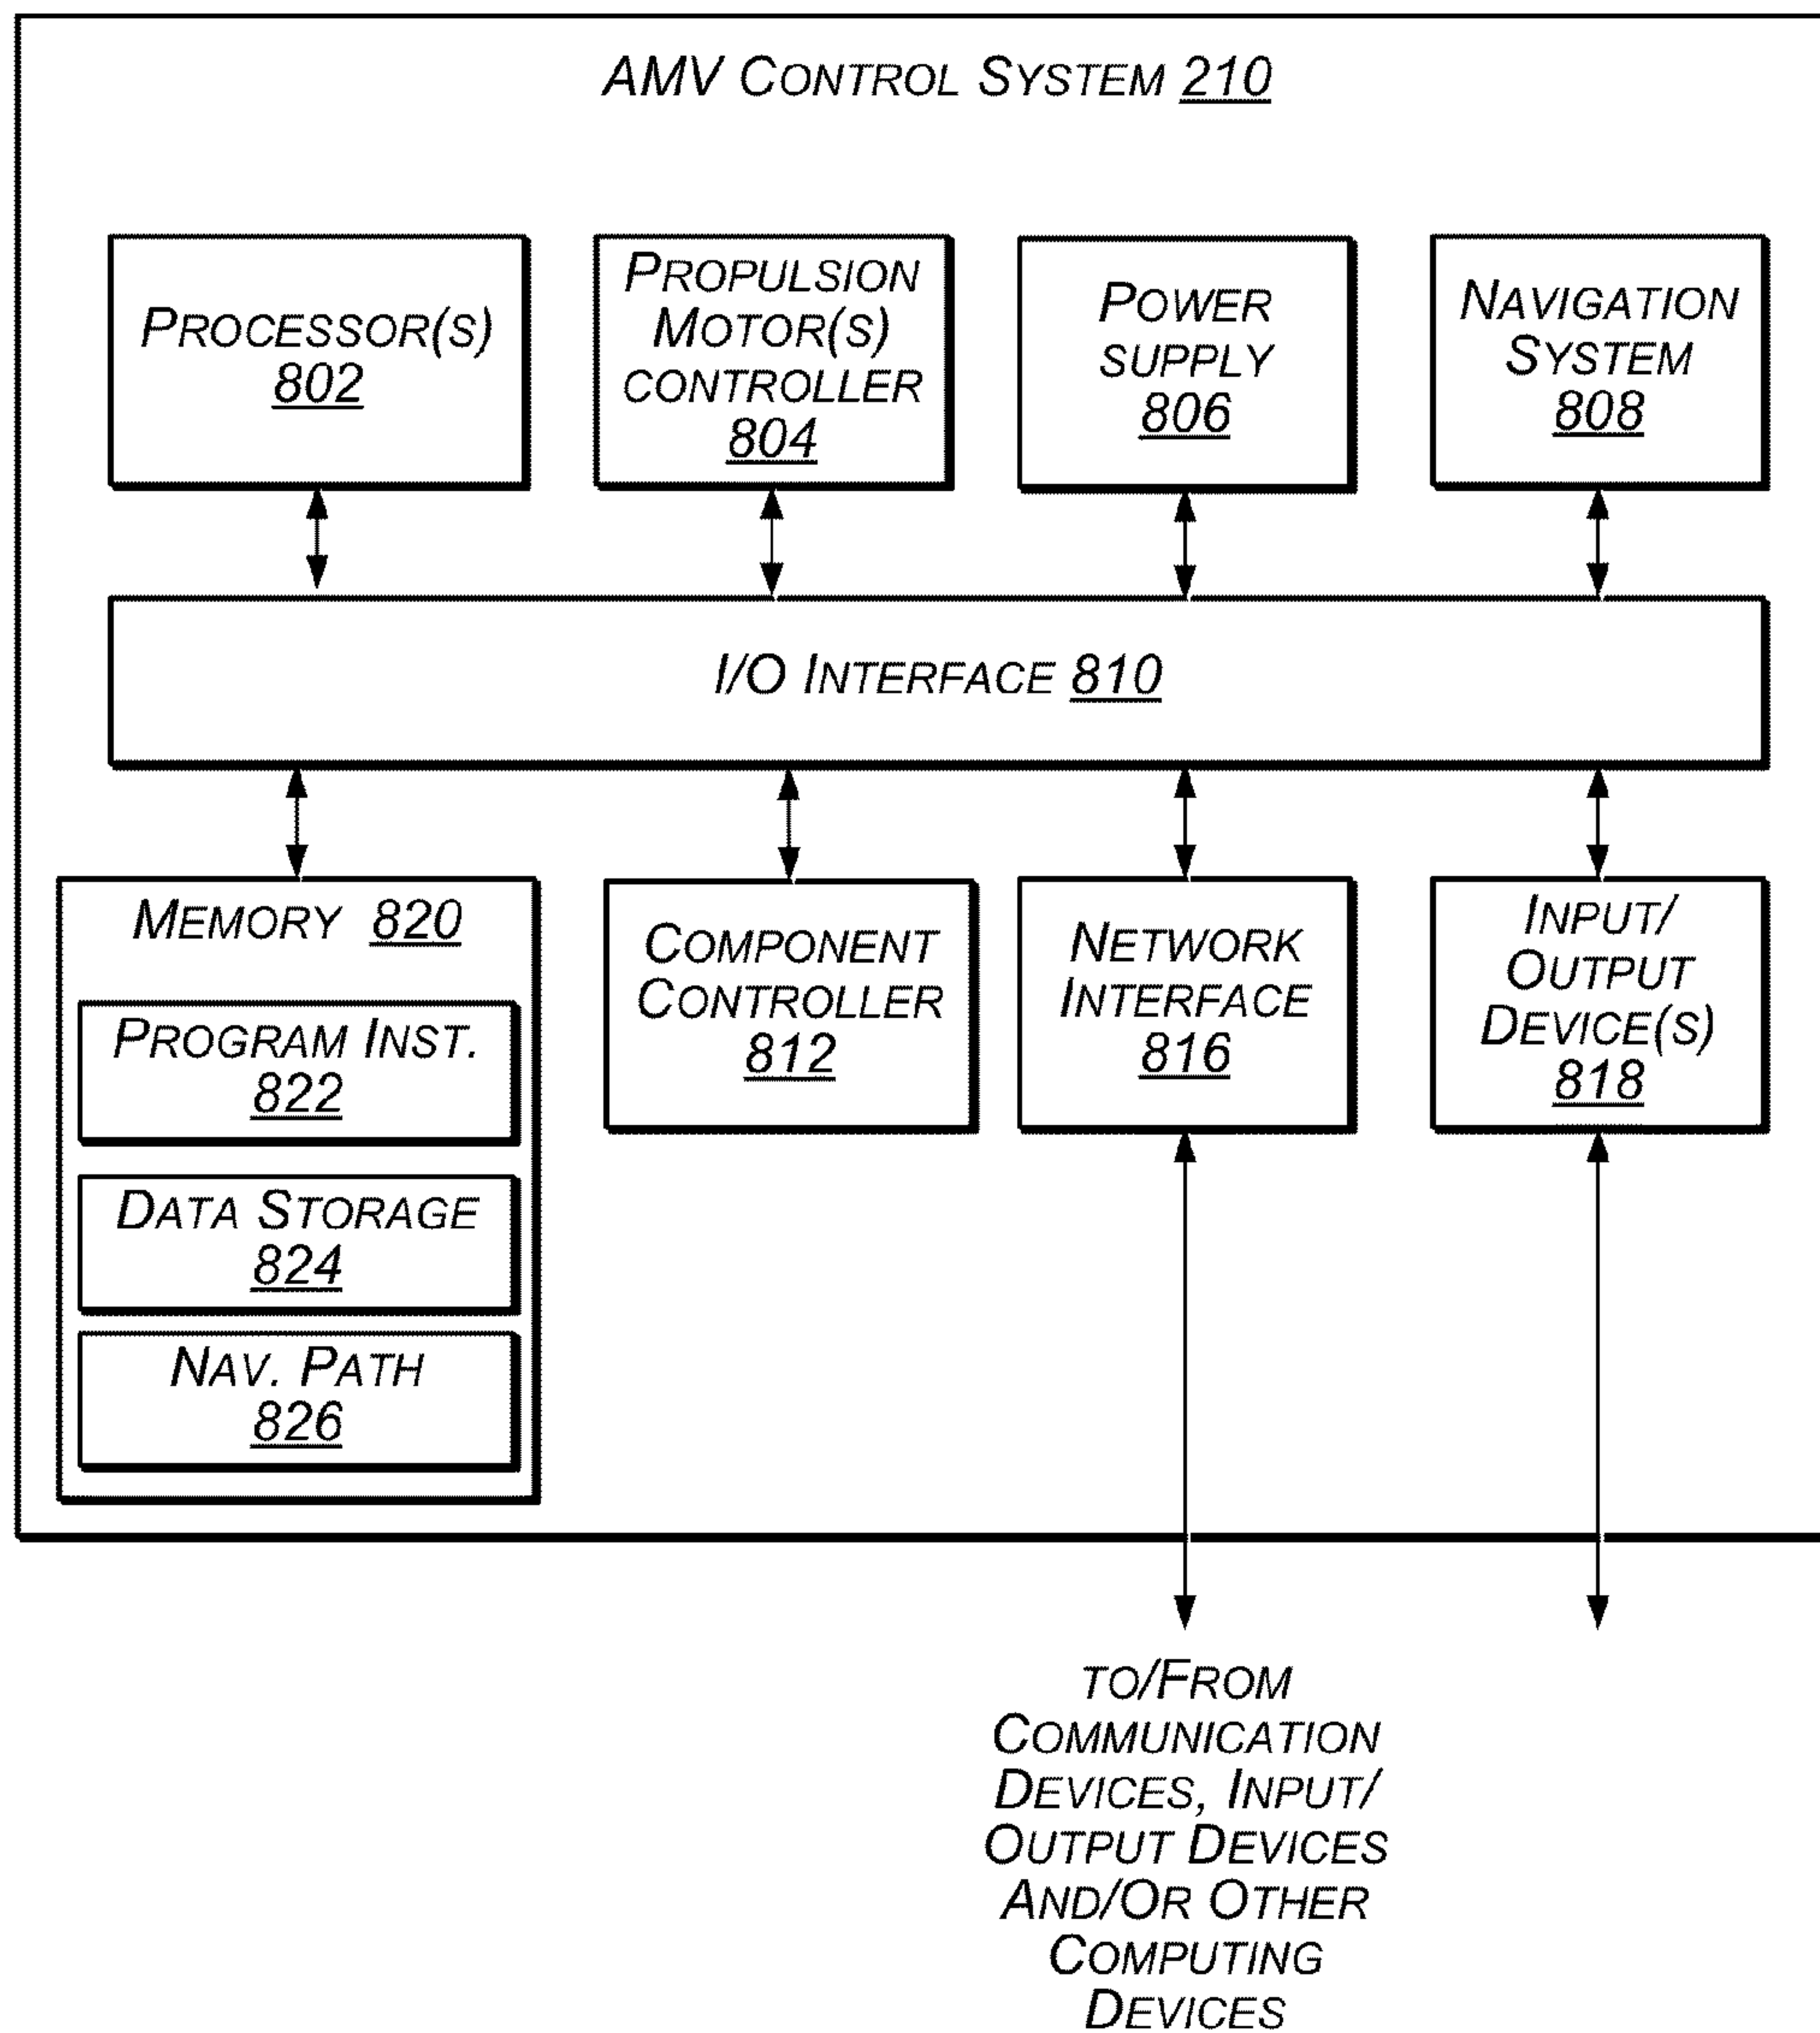 AMV CONTROL SYSTEM 210
PROCESSOR(S)
802
PROPULSION
MOTOR(S)
CONTROLLER
804
POWER
SUPPLY
806
NAVIGATION
SYSTEM
808
I/O INTERFACE 810
MEMORY 820
PROGRAM INST.
822
DATA STORAGE
824
NAV. PATH
826
COMPONENT
CONTROLLER
812
NETWORK
INTERFACE
816
INPUT/
OUTPUT
DEVICE(S)
818
TO/FROM
COMMUNICATION
DEVICES, INPUT/
OUTPUT DEVICES
AND/OR OTHER
COMPUTING
DEVICES